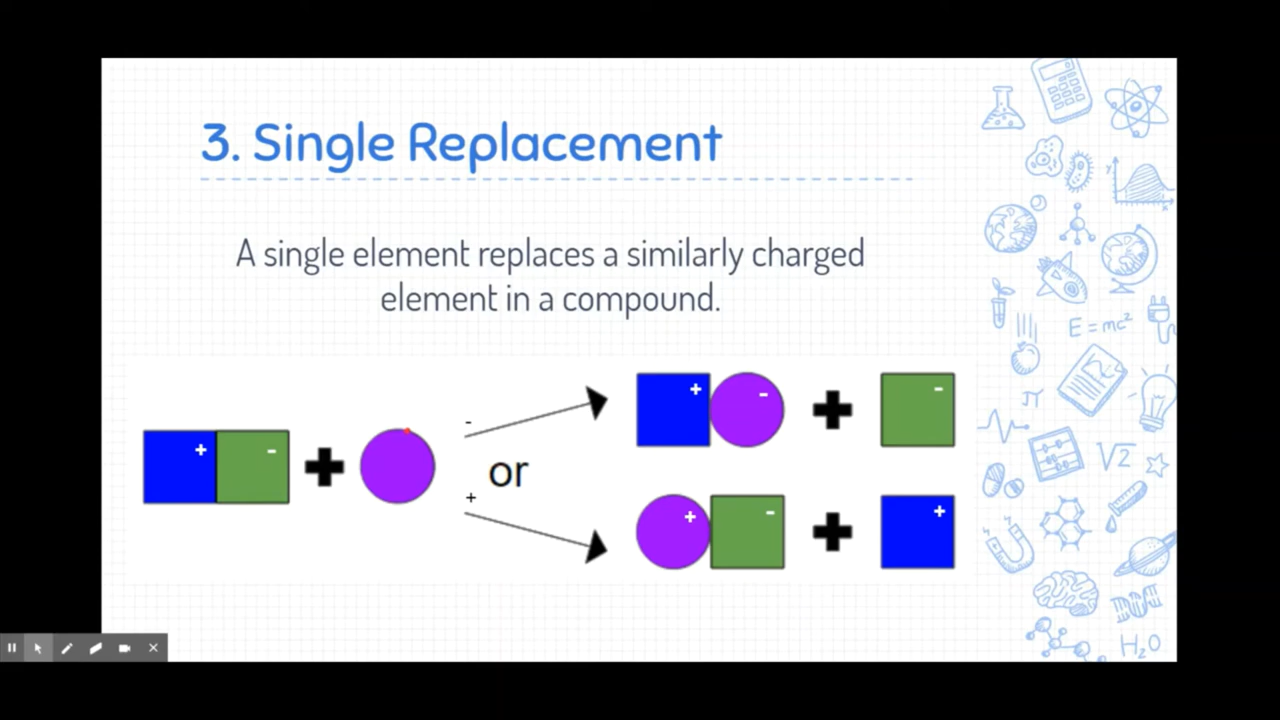 3. Single Replacement
A single element replaces a similarly charged
element in a compound.
+ -
-
or
+
+ -
-
+ -
+
E = mc²
π
√2
H₂O
y
x